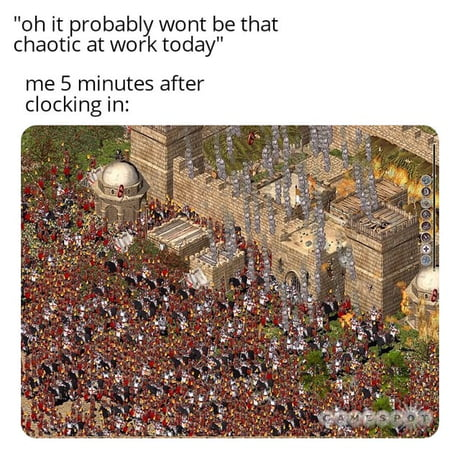 "oh it probably wont be that
chaotic at work today"
me 5 minutes after
clocking in:
GAMESPOT